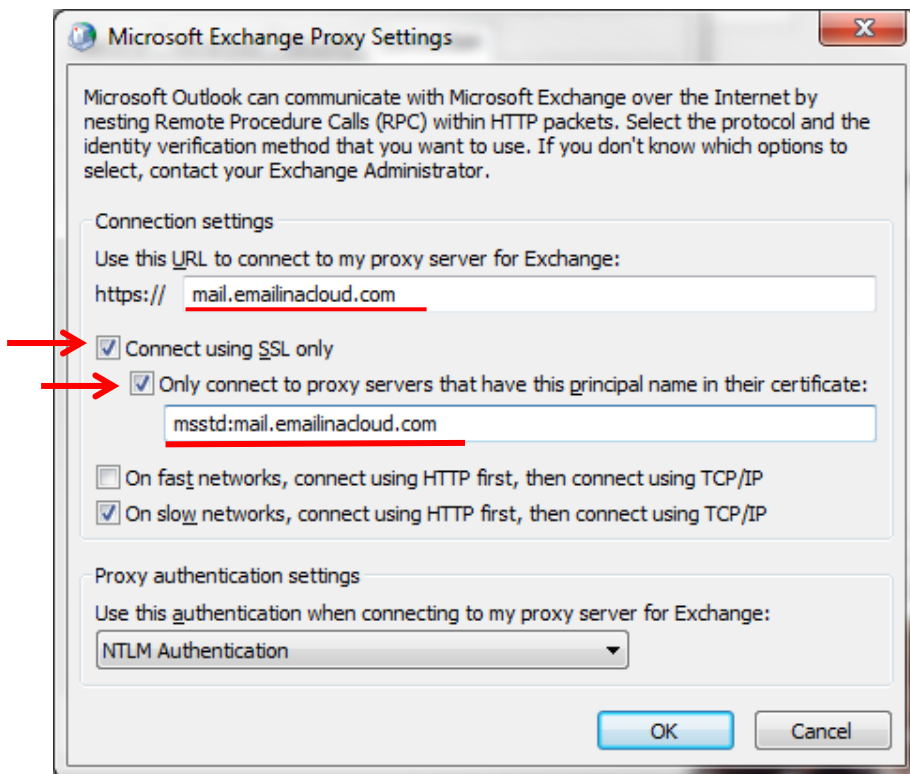 Microsoft Exchange Proxy Settings
Microsoft Outlook can communicate with Microsoft Exchange over the Internet by
nesting Remote Procedure Calls (RPC) within HTTP packets. Select the protocol and the
identity verification method that you want to use. If you don't know which options to
select, contact your Exchange Administrator.
Connection settings
Use this URL to connect to my proxy server for Exchange:
https:// mail.emailinacloud.com
Connect using SSL only
Only connect to proxy servers that have this principal name in their certificate:
msstd:mail.emailinacloud.com
On fast networks, connect using HTTP first, then connect using TCP/IP
On slow networks, connect using HTTP first, then connect using TCP/IP
Proxy authentication settings
Use this authentication when connecting to my proxy server for Exchange:
NTLM Authentication
OK Cancel